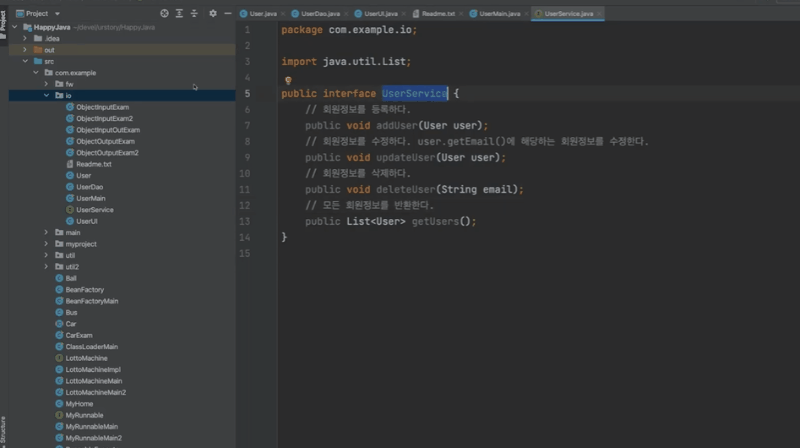 Project
User.java
UserDao.java
UserUI.java
Readme.txt
UserMain.java
UserService.java
Project
HappyJava
.idea
out
src
com.example
fw
io
ObjectInputExam
ObjectInputExam2
ObjectInputOutExam
ObjectOutputExam
ObjectOutputExam2
Readme.txt
User
UserDao
UserMain
UserService
UserUI
main
myproject
util
util2
Ball
BeanFactory
BeanFactoryMain
Bus
Car
CarExam
ClassLoaderMain
LottoMachine
LottoMachineImpl
LottoMachineMain
LottoMachineMain2
MyHome
MyRunnable
MyRunnableMain
MyRunnableMain2
1 package com.example.io;
2
3 import java.util.List;
4
5 public interface UserService {
6 // 회원정보를 등록하다.
7 public void addUser(User user);
8 // 회원정보를 수정하다. user.getEmail()에 해당하는 회원정보를 수정한다.
9 public void updateUser(User user);
10 // 회원정보를 삭제하다.
11 public void deleteUser(String email);
12 // 모든 회원정보를 반환한다.
13 public List<User> getUsers();
14 }
15
Structure